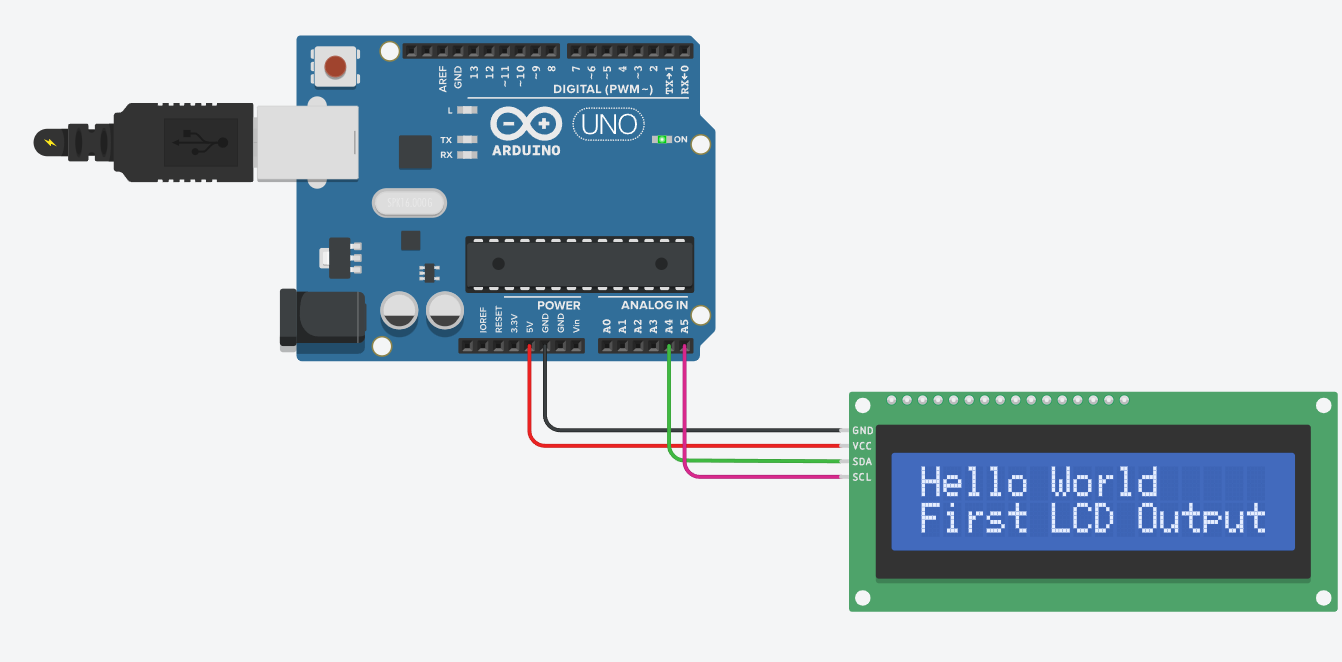 AREF
GND
13
12
~11
~10
~9
8
7
~6
~5
4
~3
2
TX→1
RX←0
DIGITAL (PWM~)
L
TX
RX
ARDUINO
UNO
ON
POWER
ANALOG IN
IOREF
RESET
3.3V
5V
GND
GND
Vin
A0
A1
A2
A3
A4
A5
GND
VCC
SDA
SCL
Hello World
First LCD Output